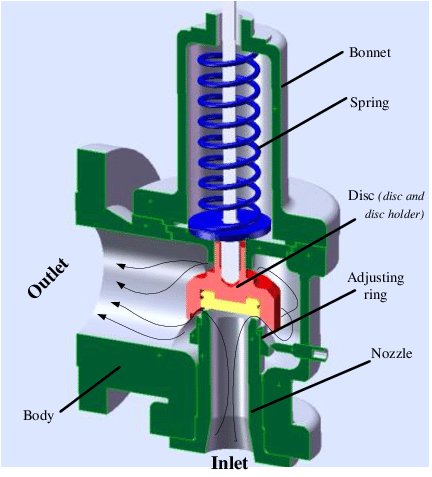 Bonnet
Spring
Disc (disc and
disc holder)
Outlet
Adjusting
ring
Nozzle
Body
Inlet